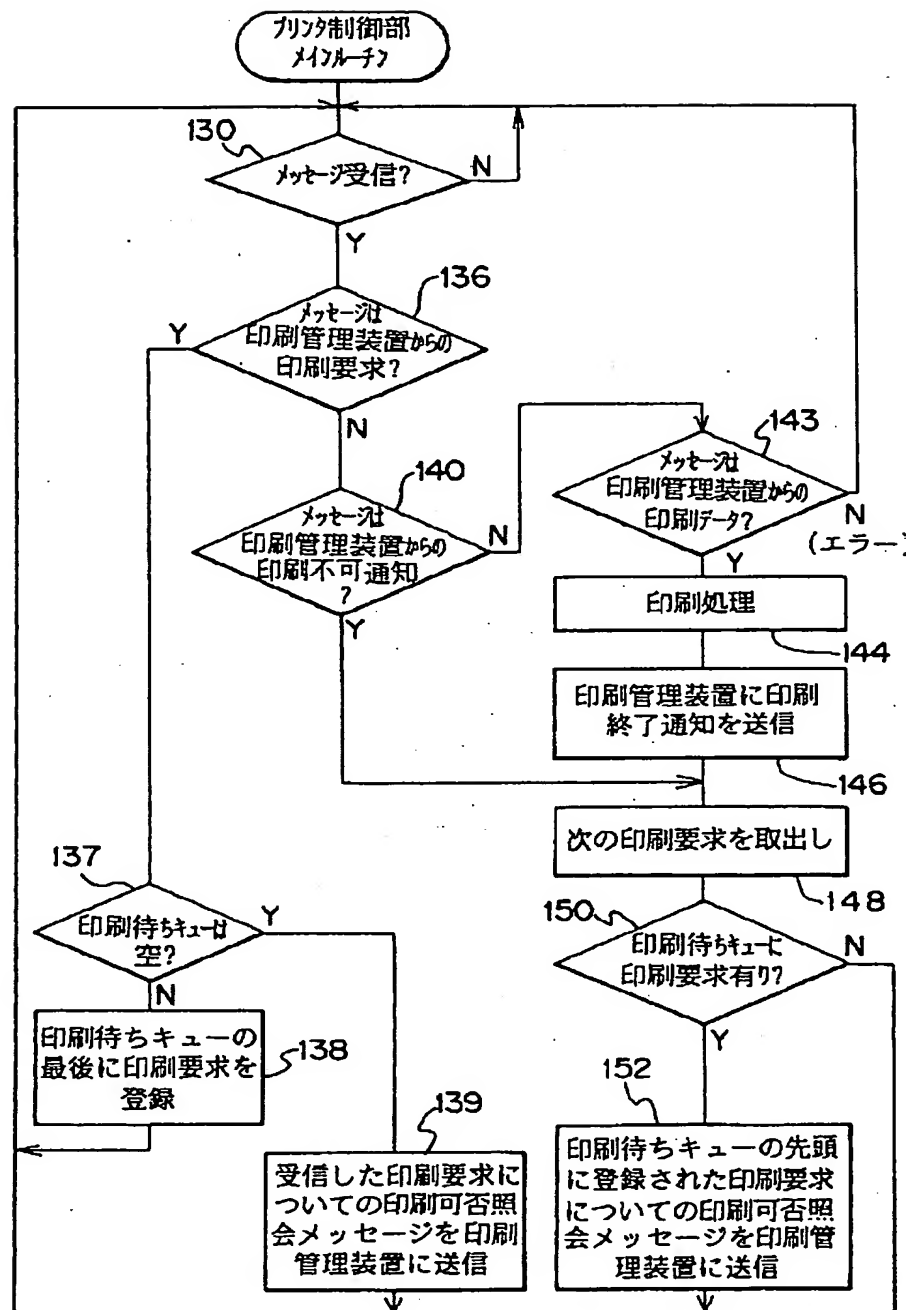 プリンタ制御部
メインルーチン
130
メッセージ受信?
N
Y
136
メッセージは
印刷管理装置からの
印刷要求?
Y
N
140
メッセージは
印刷管理装置からの
印刷不可通知
?
N
Y
143
メッセージは
印刷管理装置からの
印刷データ?
N
(エラー)
Y
印刷処理
144
印刷管理装置に印刷
終了通知を送信
146
次の印刷要求を取出し
148
137
印刷待ちキューは
空?
Y
N
印刷待ちキューの
最後に印刷要求を
登録
138
139
受信した印刷要求に
ついての印刷可否照
会メッセージを印刷
管理装置に送信
150
印刷待ちキューに
印刷要求有り?
N
Y
152
印刷待ちキューの先頭
に登録された印刷要求
についての印刷可否照
会メッセージを印刷管
理装置に送信